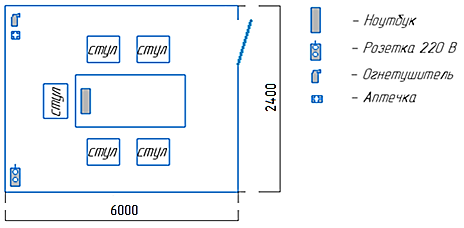 стул стул
стул
стул стул
6000
2400
– Ноутбук
– Розетка 220 В
– Огнетушитель
– Аптечка